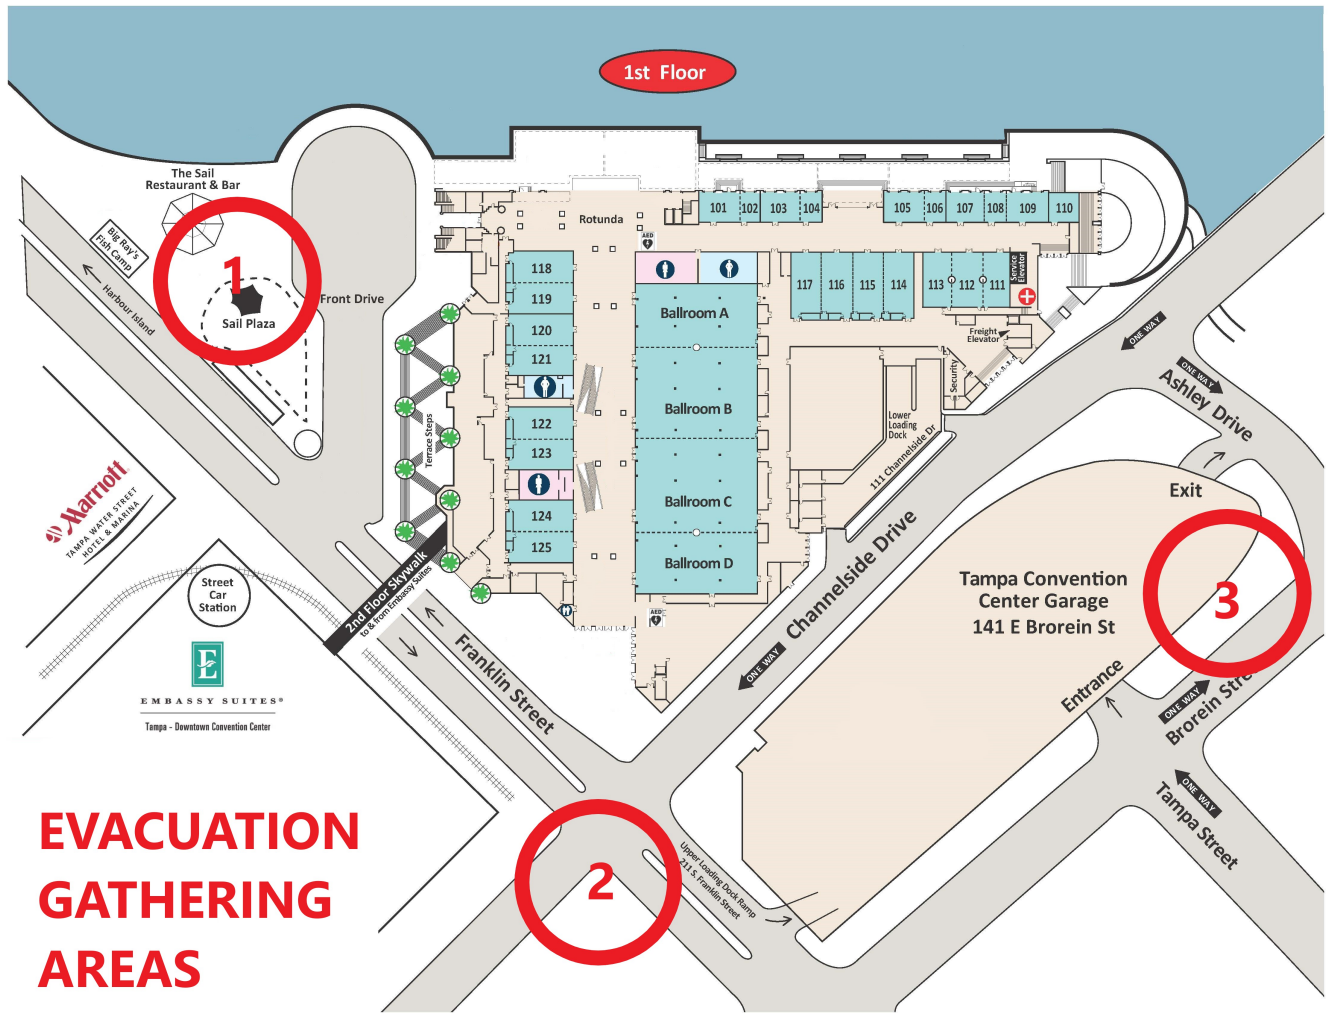 1st Floor
The Sail
Restaurant & Bar
Big Ray's
Fish Camp
Harbour Island
1
Sail Plaza
Front Drive
Rotunda
AED
101
102
103
104
105
106
107
108
109
110
118
119
120
121
122
123
124
125
Ballroom A
Ballroom B
Ballroom C
Ballroom D
117
116
115
114
113
112
111
Service
Elevator
Freight
Elevator
Security
Lower
Loading
Dock
111 Channelside Dr
Terrace Steps
AED
2nd Floor Skywalk
to & from Embassy Suites
Marriott
TAMPA WATER STREET
HOTEL & MARINA
Street
Car
Station
E
EMBASSY SUITES®
Tampa - Downtown Convention Center
Franklin Street
Channelside Drive
ONE WAY
ONE WAY
ONE WAY
Ashley Drive
Exit
Tampa Convention
Center Garage
141 E Brorein St
3
Entrance
ONE WAY
Brorein Stre
ONE WAY
Tampa Street
Upper Loading Dock Ramp
211 S. Franklin Street
2
EVACUATION
GATHERING
AREAS